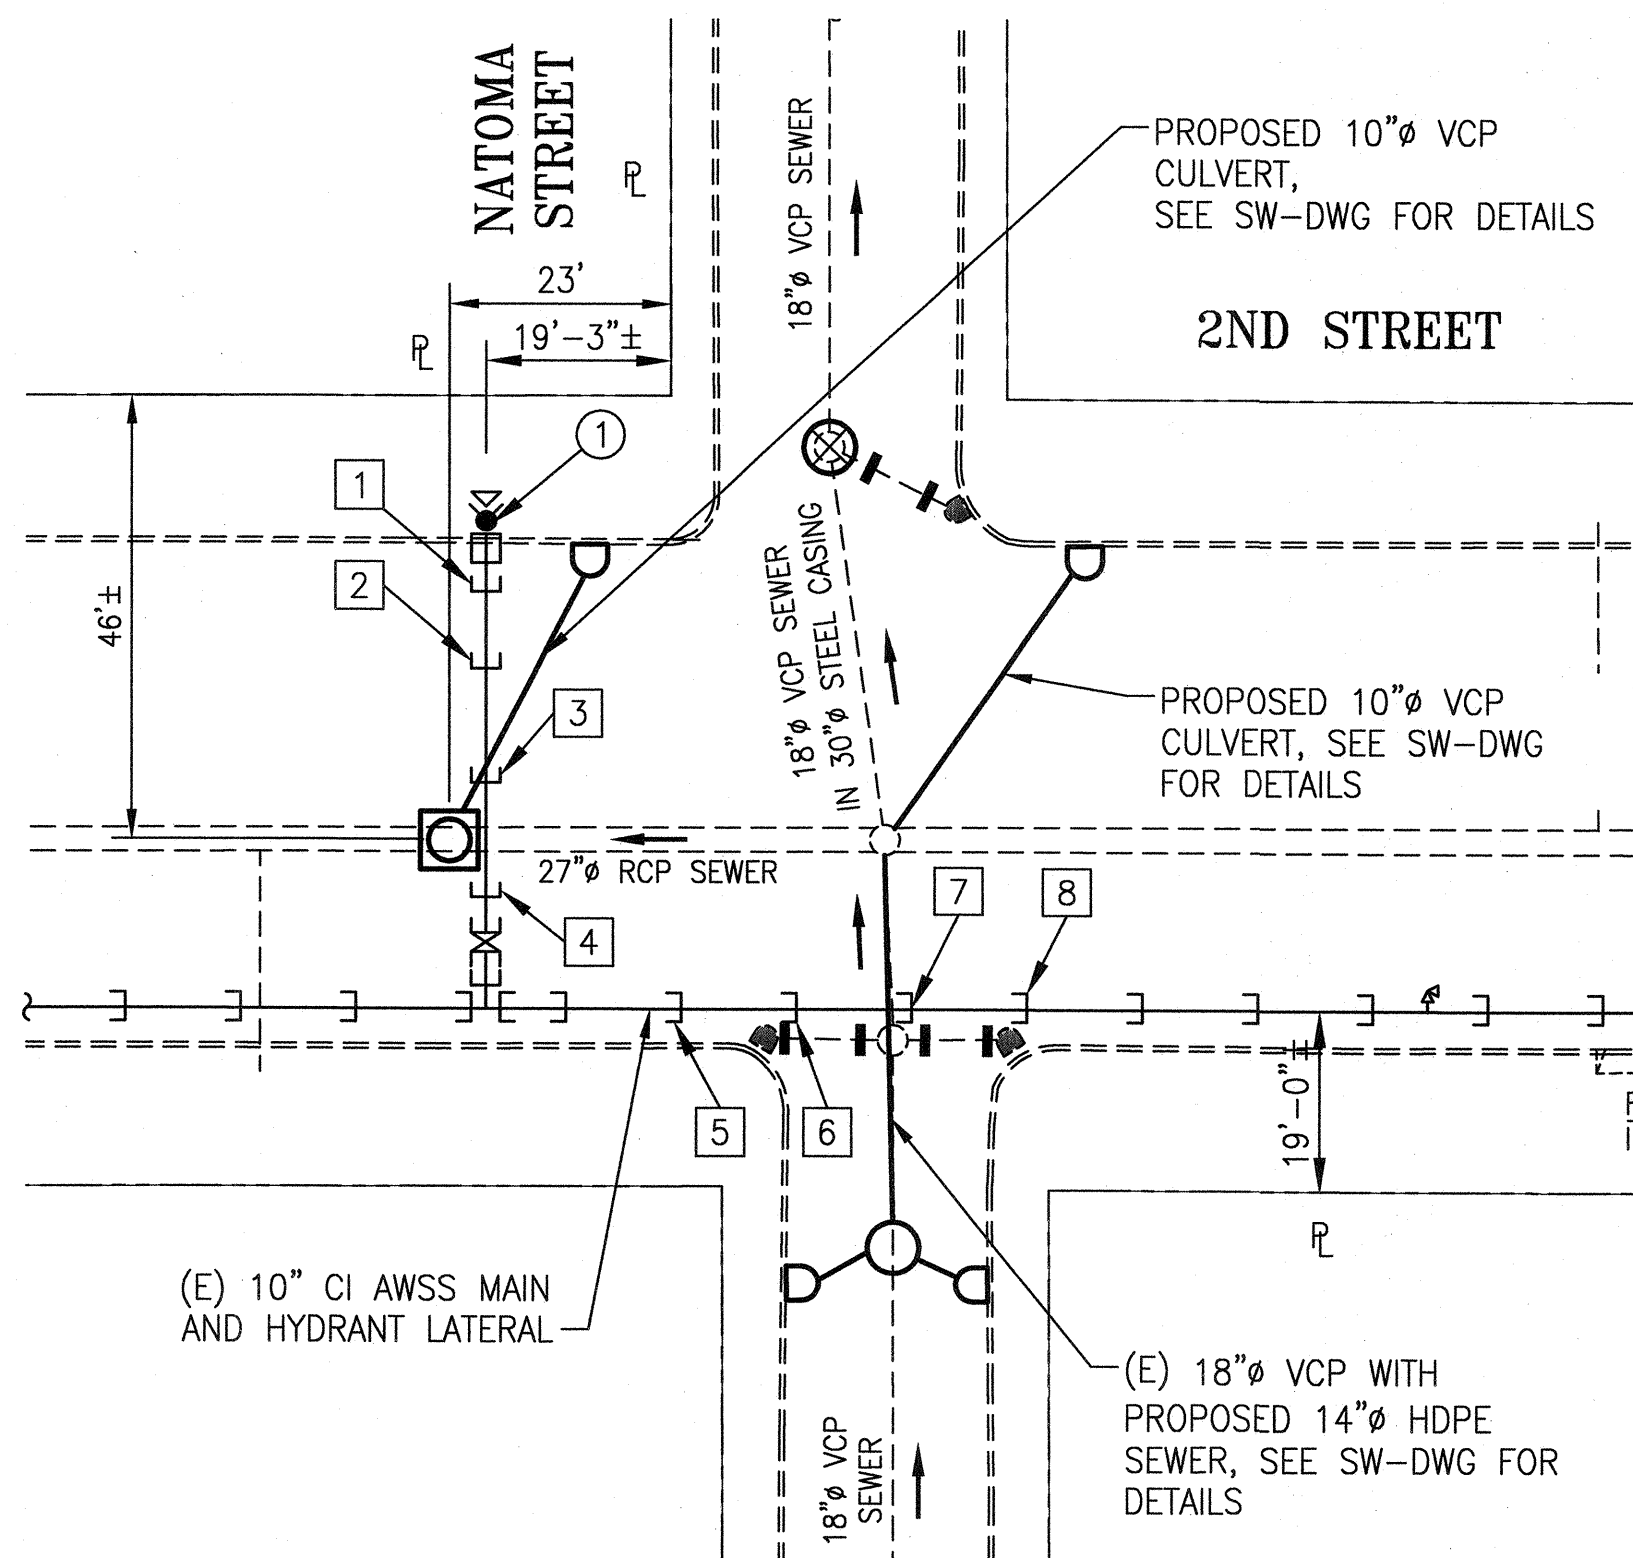 NATOMA
STREET
PL
23'
19'-3"±
PL
18"ø VCP SEWER
PROPOSED 10"ø VCP
CULVERT,
SEE SW-DWG FOR DETAILS
2ND STREET
1
1
2
46'±
3
18"ø VCP SEWER
IN 30"ø STEEL CASING
PROPOSED 10"ø VCP
CULVERT, SEE SW-DWG
FOR DETAILS
27"ø RCP SEWER
4
7
8
5
6
19'-0"±
PL
(E) 10" CI AWSS MAIN
AND HYDRANT LATERAL
(E) 18"ø VCP WITH
PROPOSED 14"ø HDPE
SEWER, SEE SW-DWG FOR
DETAILS
18"ø VCP
SEWER